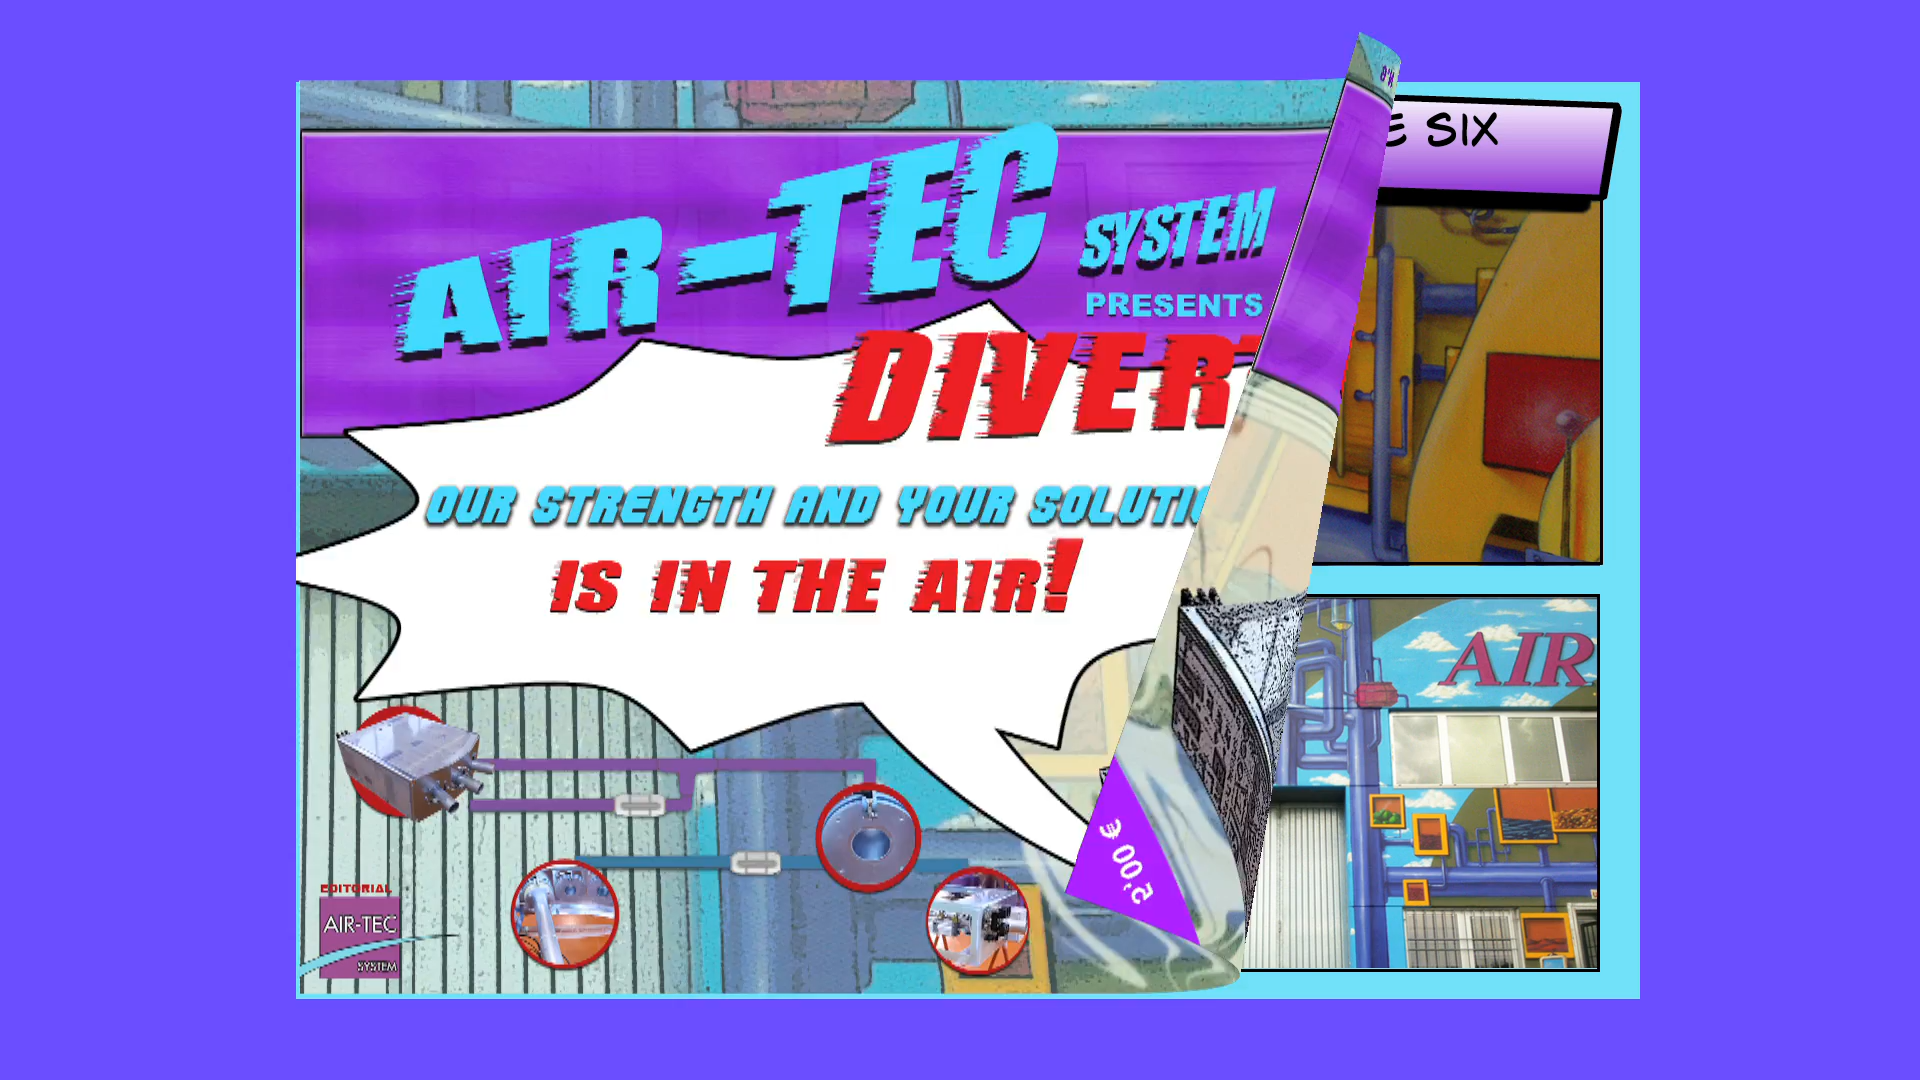 AIR-TEC
SYSTEM
PRESENTS
DIVER
OUR STRENGTH AND YOUR SOLUTI
IS IN THE AIR!
5,00 €
E SIX
AIR
EDITORIAL
AIR-TEC
SYSTEM